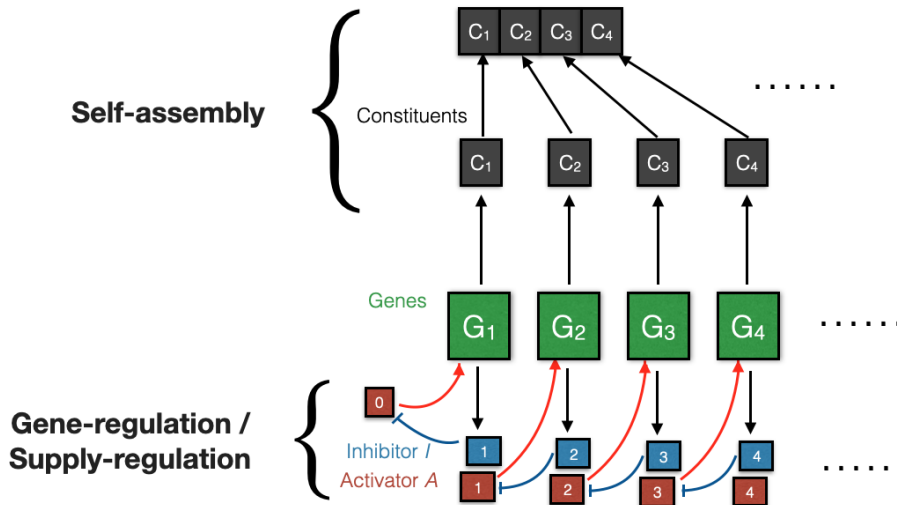 C₁ C₂ C₃ C₄
......
Self-assembly
Constituents
C₁ C₂ C₃ C₄
Genes
G₁ G₂ G₃ G₄
......
0
Gene-regulation /
Supply-regulation
Inhibitor I
1 2 3 4
Activator A
1 2 3 4
.....